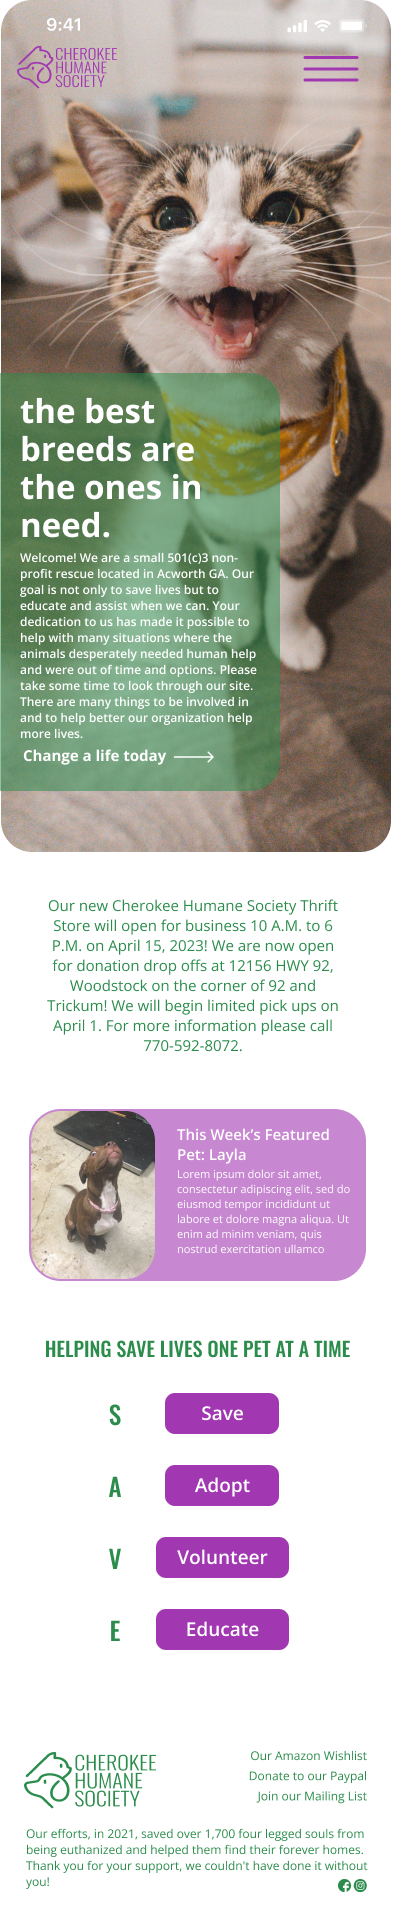 9:41
CHEROKEE
HUMANE
SOCIETY
the best
breeds are
the ones in
need.
Welcome! We are a small 501(c)3 non-
profit rescue located in Acworth GA. Our
goal is not only to save lives but to
educate and assist when we can. Your
dedication to us has made it possible to
help with many situations where the
animals desperately needed human help
and were out of time and options. Please
take some time to look through our site.
There are many things to be involved in
and to help better our organization help
more lives.
Change a life today
Our new Cherokee Humane Society Thrift
Store will open for business 10 A.M. to 6
P.M. on April 15, 2023! We are now open
for donation drop offs at 12156 HWY 92,
Woodstock on the corner of 92 and
Trickum! We will begin limited pick ups on
April 1. For more information please call
770-592-8072.
This Week's Featured
Pet: Layla
Lorem ipsum dolor sit amet,
consectetur adipiscing elit, sed do
eiusmod tempor incididunt ut
labore et dolore magna aliqua. Ut
enim ad minim veniam, quis
nostrud exercitation ullamco
HELPING SAVE LIVES ONE PET AT A TIME
S Save
A Adopt
V Volunteer
E Educate
CHEROKEE
HUMANE
SOCIETY
Our Amazon Wishlist
Donate to our Paypal
Join our Mailing List
Our efforts, in 2021, saved over 1,700 four legged souls from
being euthanized and helped them find their forever homes.
Thank you for your support, we couldn't have done it without
you!